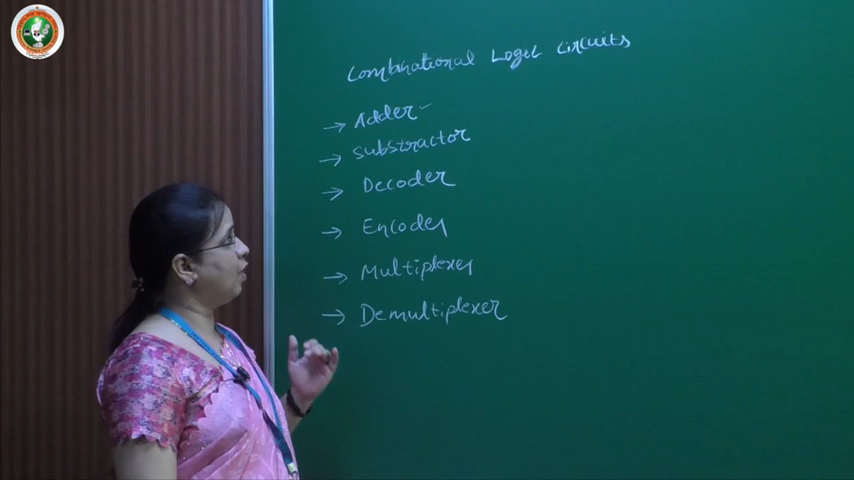 Combinational Logic Circuits
→ Adder
→ Substractor
→ Decoder
→ Encoder
→ Multiplexer
→ Demultiplexer